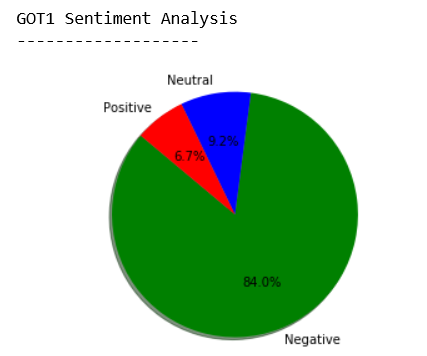 GOT1 Sentiment Analysis
-------------------
Neutral
Positive
9.2%
6.7%
84.0%
Negative